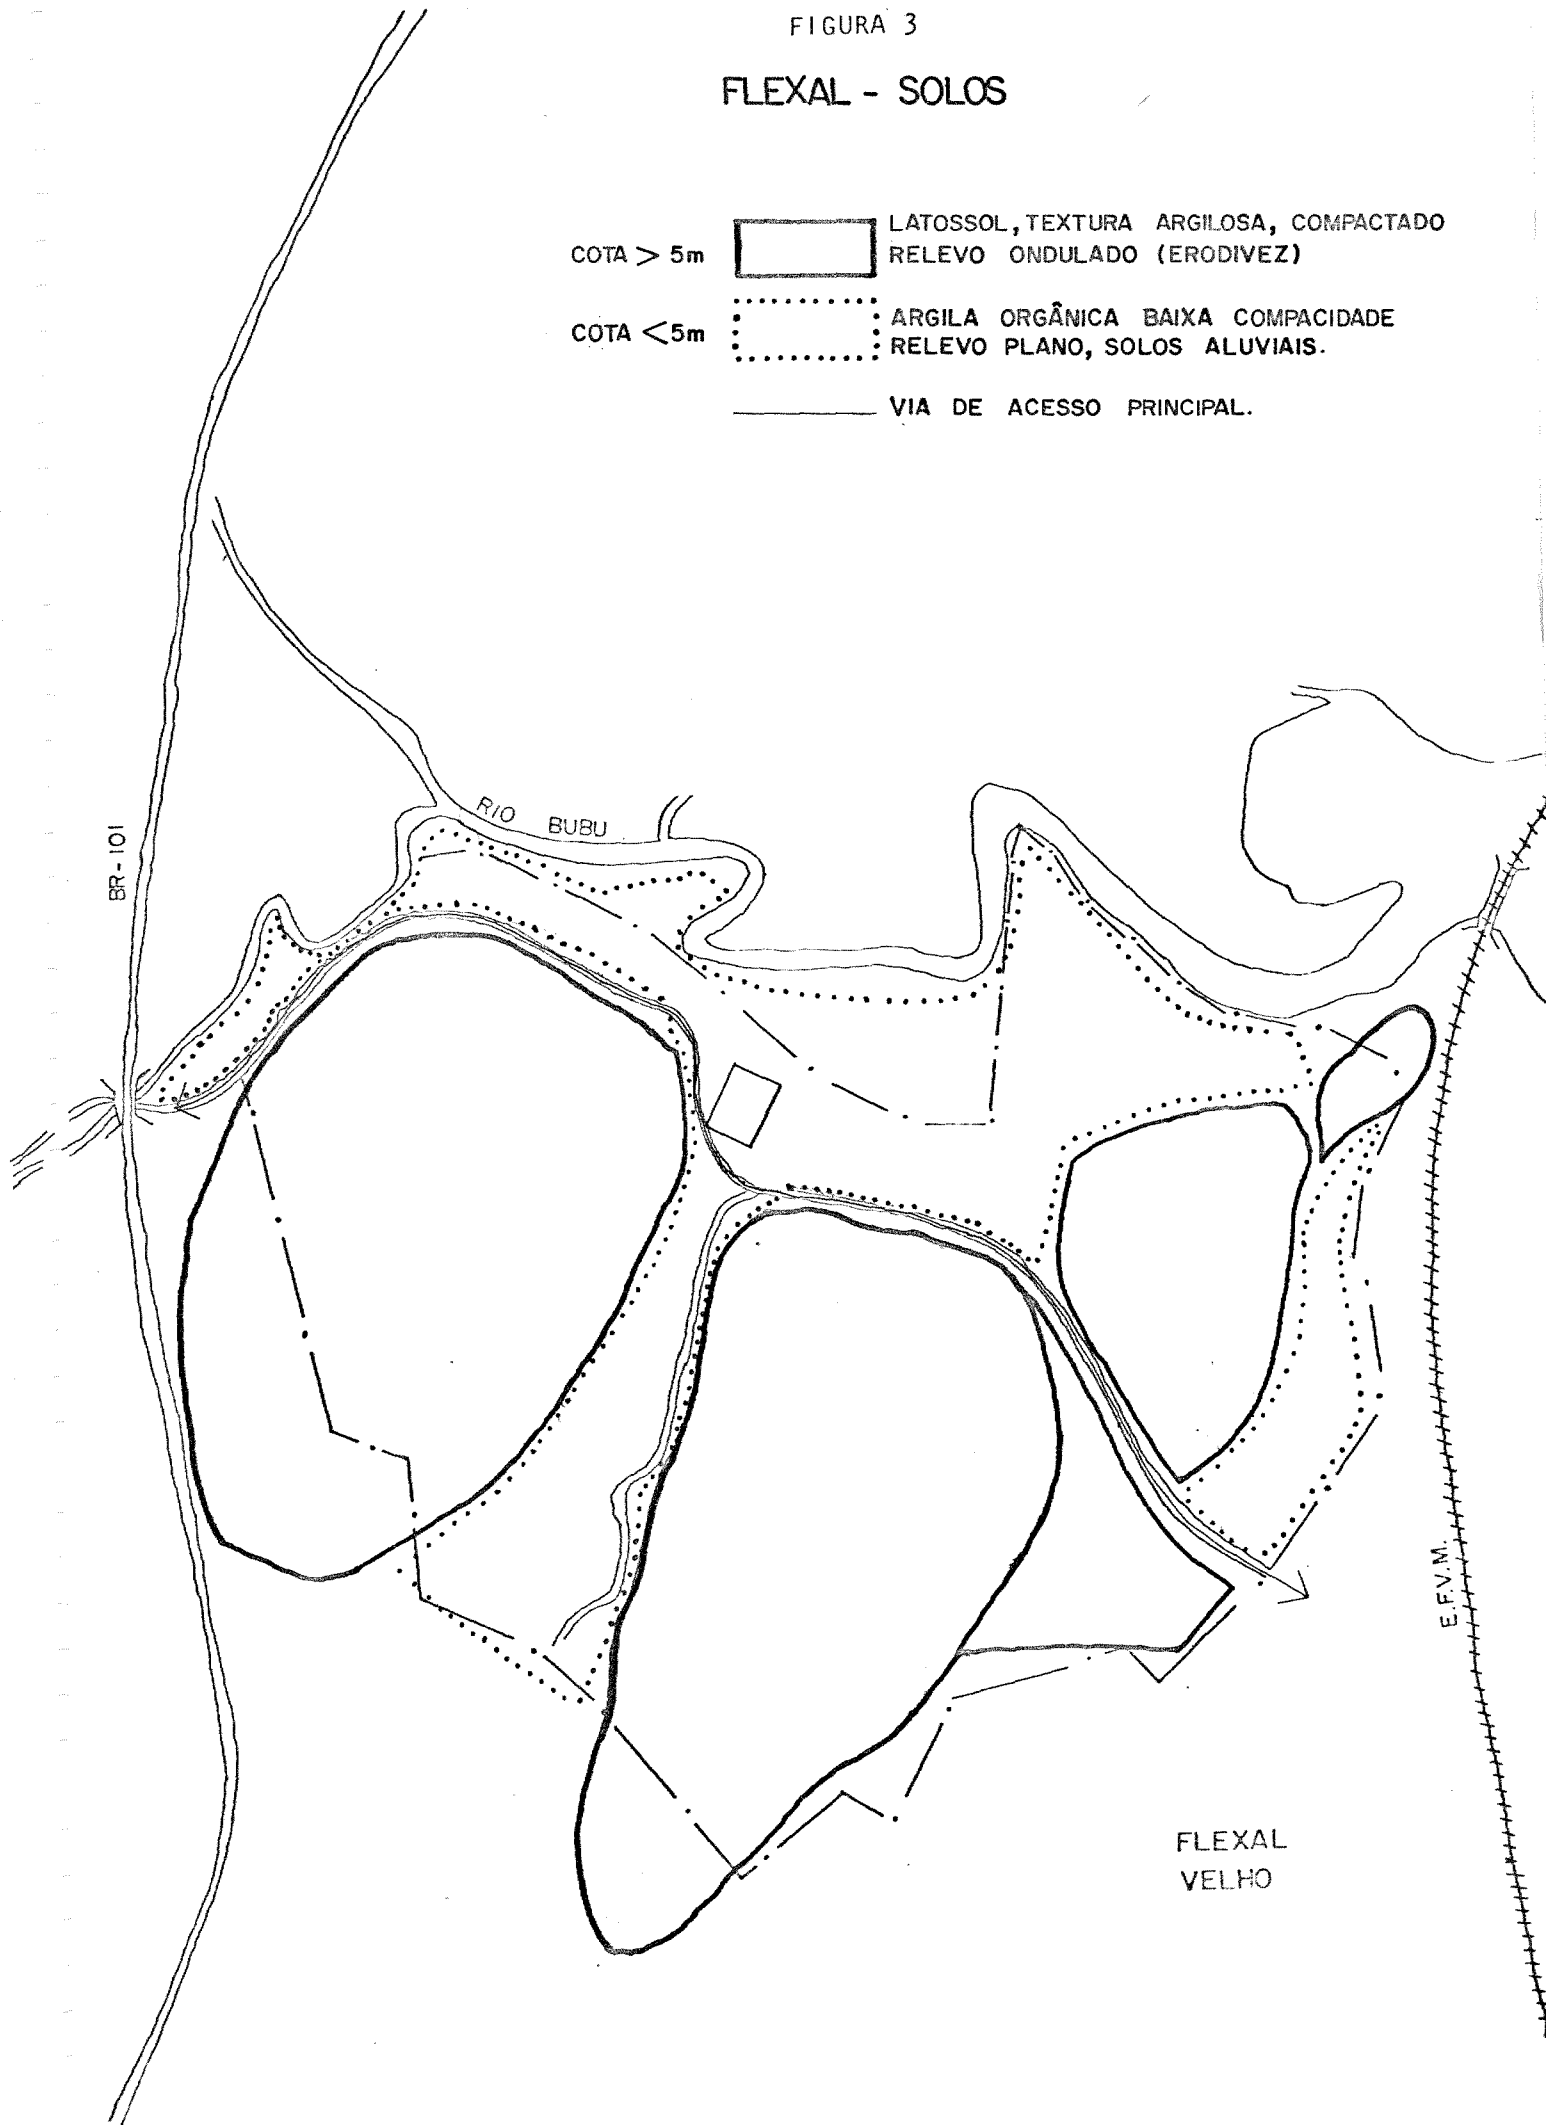 FIGURA 3
FLEXAL - SOLOS
COTA > 5m
LATOSSOL, TEXTURA ARGILOSA, COMPACTADO
RELEVO ONDULADO (ERODIVEZ)
COTA < 5m
ARGILA ORGÂNICA BAIXA COMPACIDADE
RELEVO PLANO, SOLOS ALUVIAIS.
VIA DE ACESSO PRINCIPAL.
RIO BUBU
BR-101
E.F.V.M.
FLEXAL
VELHO